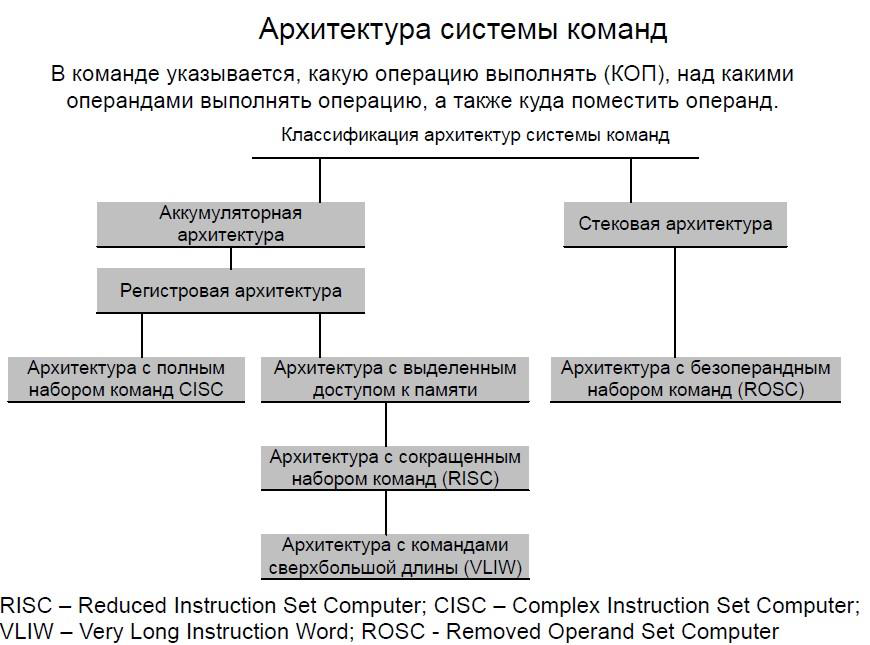 Архитектура системы команд
В команде указывается, какую операцию выполнять (КОП), над какими
операндами выполнять операцию, а также куда поместить операнд.
Классификация архитектур системы команд
Аккумуляторная
архитектура
Стековая архитектура
Регистровая архитектура
Архитектура с полным
набором команд CISC
Архитектура с выделенным
доступом к памяти
Архитектура с безоперандным
набором команд (ROSC)
Архитектура с сокращенным
набором команд (RISC)
Архитектура с командами
сверхбольшой длины (VLIW)
RISC – Reduced Instruction Set Computer; CISC – Complex Instruction Set Computer;
VLIW – Very Long Instruction Word; ROSC - Removed Operand Set Computer